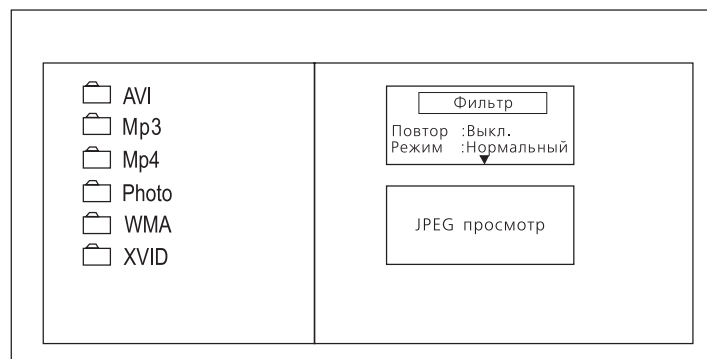 AVI
Mp3
Mp4
Photo
WMA
XVID
Фильтр
Повтор :Выкл.
Режим :Нормальный
JPEG просмотр